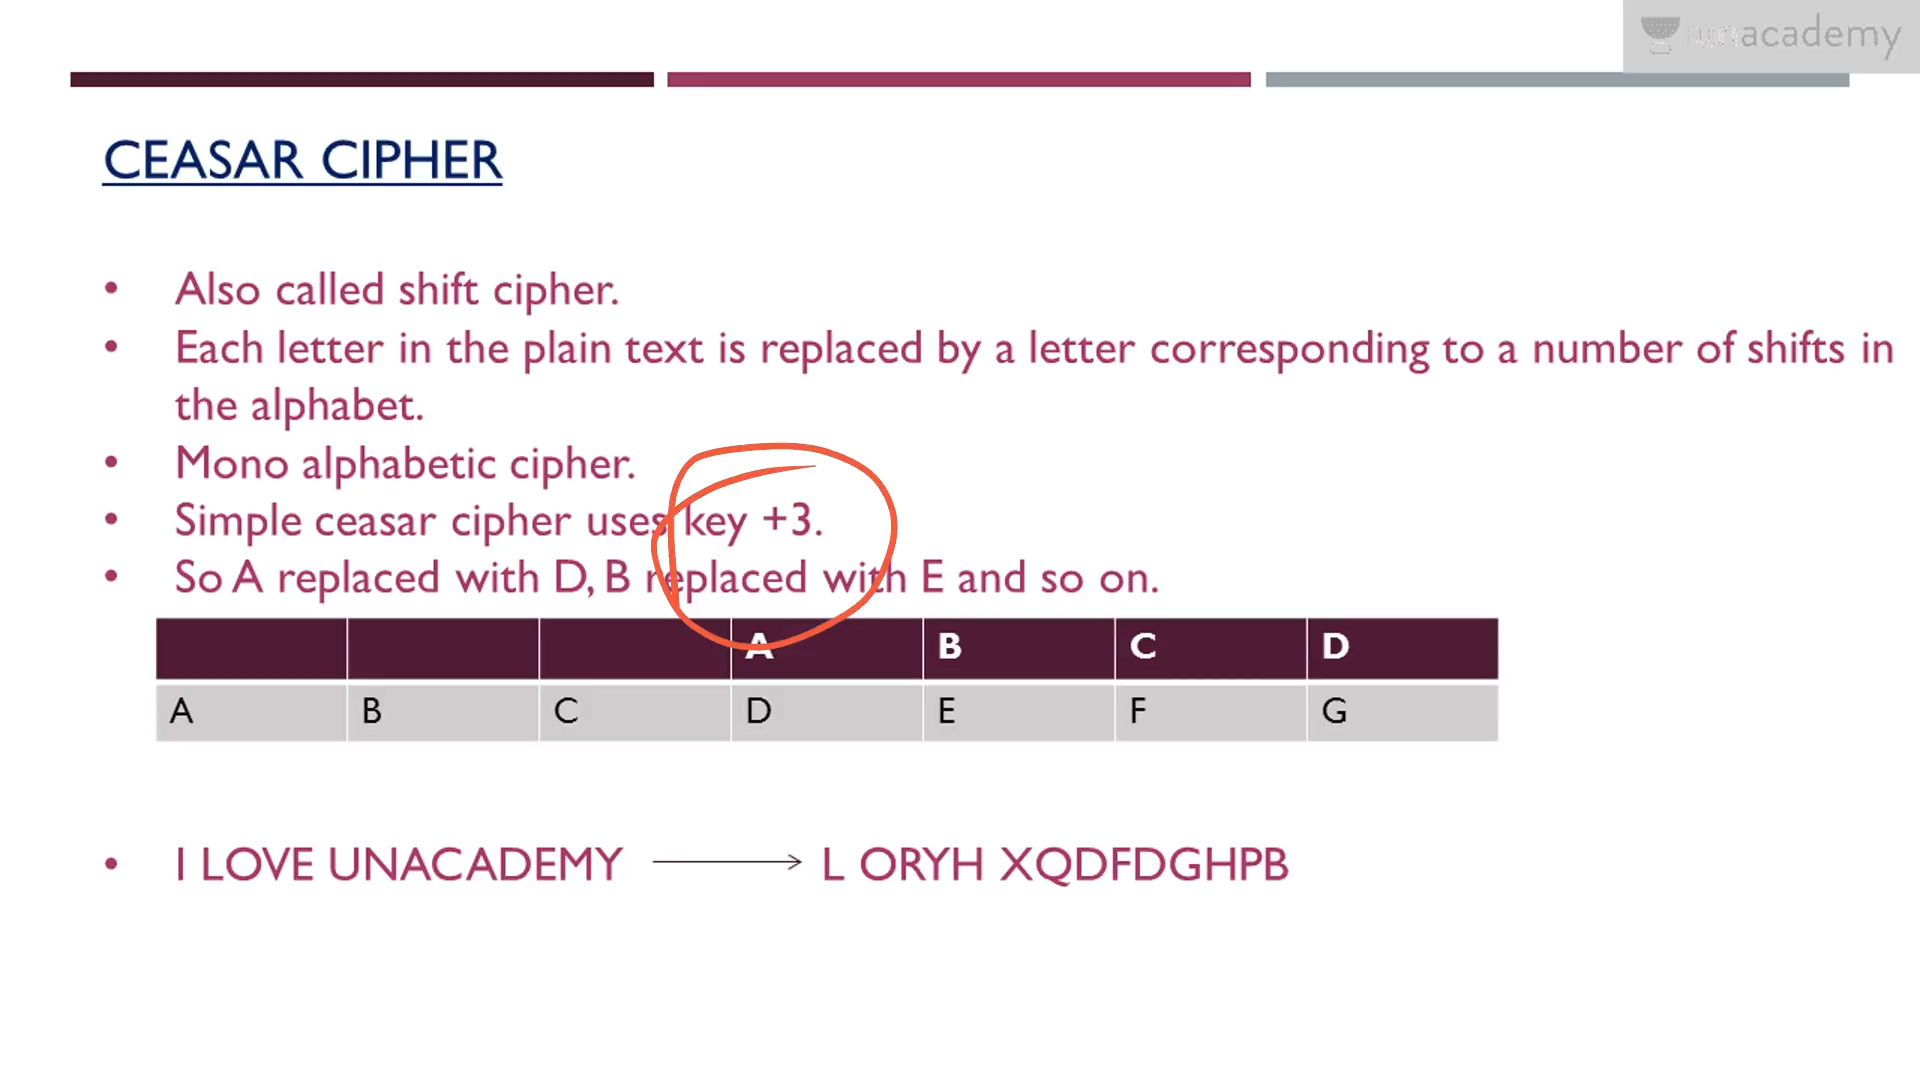 unacademy
CEASAR CIPHER
• Also called shift cipher.
• Each letter in the plain text is replaced by a letter corresponding to a number of shifts in
the alphabet.
• Mono alphabetic cipher.
• Simple ceasar cipher uses key +3.
• So A replaced with D, B replaced with E and so on.
A B C D
A B C D E F G
• I LOVE UNACADEMY → L ORYH XQDFDGHPB